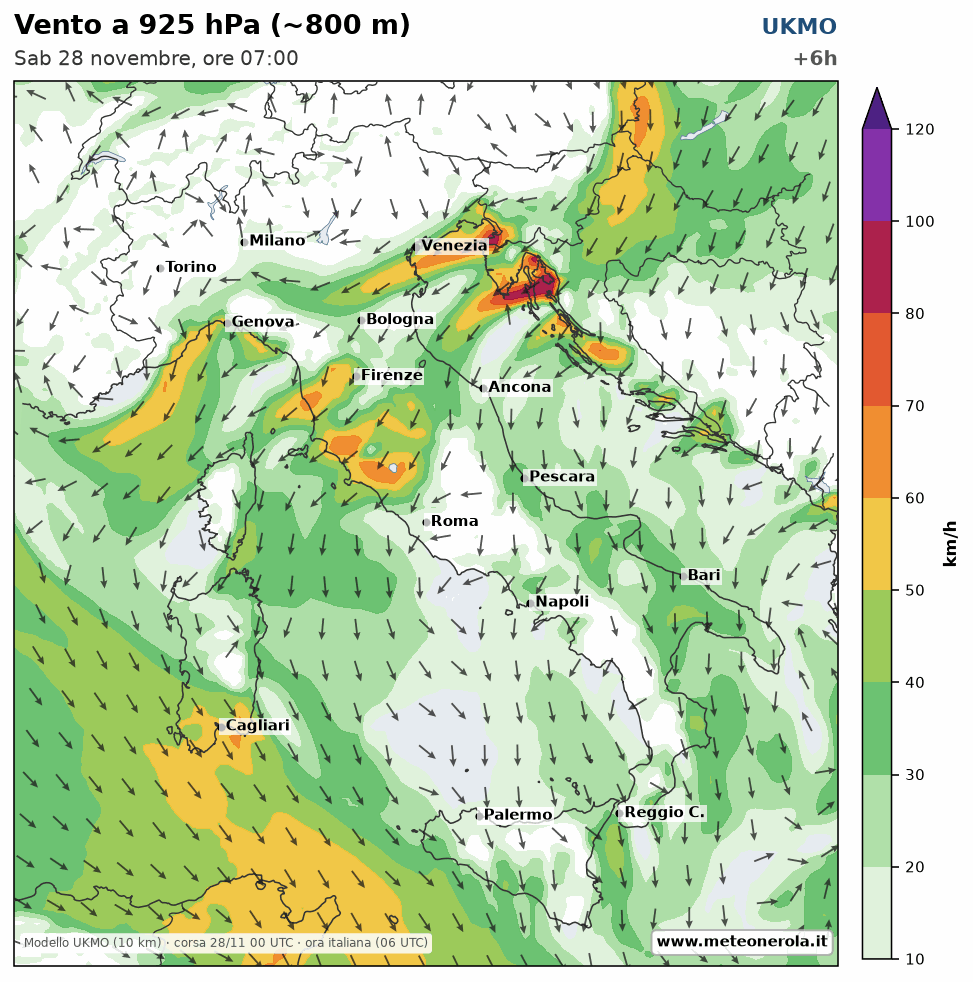 Vento a 925 hPa (~800 m)
UKMO
Sab 28 novembre, ore 07:00
+6h
120
100
80
70
60
50
40
30
20
10
km/h
Milano
Venezia
Torino
Genova
Bologna
Firenze
Ancona
Pescara
Roma
Bari
Napoli
Cagliari
Palermo
Reggio C.
Modello UKMO (10 km) · corsa 28/11 00 UTC · ora italiana (06 UTC)
www.meteonerola.it